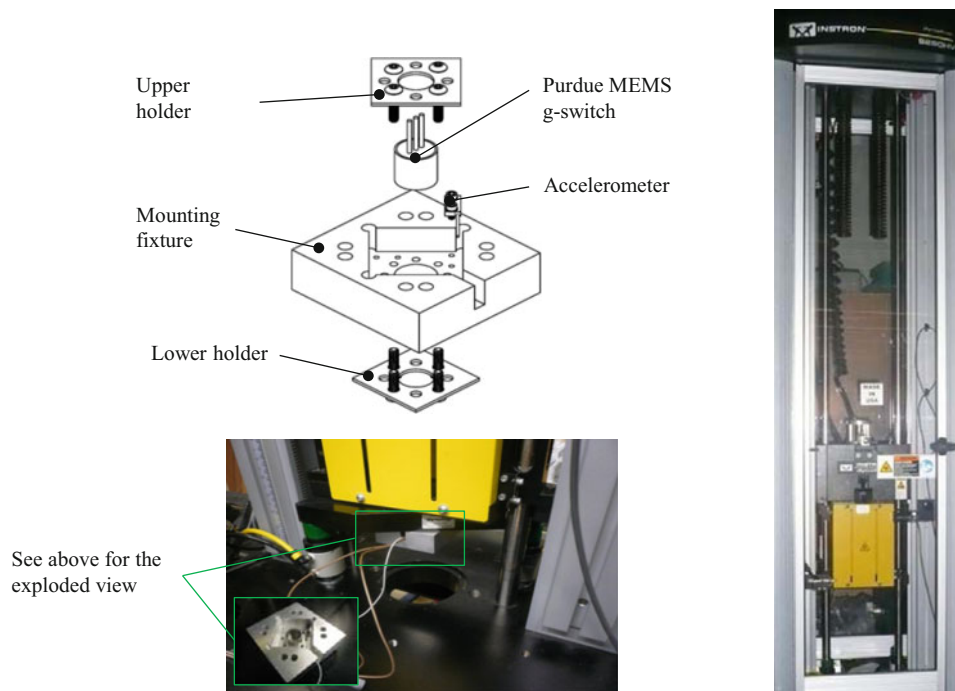 Upper
holder
Purdue MEMS
g-switch
Accelerometer
Mounting
fixture
Lower holder
See above for the
exploded view
INSTRON
MADE
IN
USA